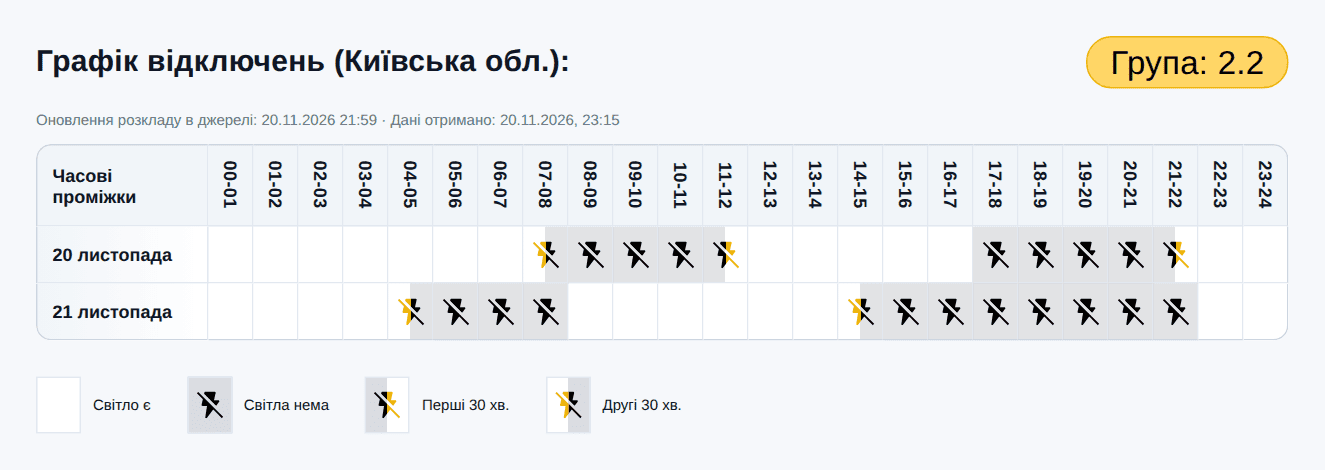 Графік відключень (Київська обл.):
Група: 2.2
Оновлення розкладу в джерелі: 20.11.2026 21:59 · Дані отримано: 20.11.2026, 23:15
Часові
проміжки
00-01
01-02
02-03
03-04
04-05
05-06
06-07
07-08
08-09
09-10
10-11
11-12
12-13
13-14
14-15
15-16
16-17
17-18
18-19
19-20
20-21
21-22
22-23
23-24
20 листопада
21 листопада
Світло є
Світла нема
Перші 30 хв.
Другі 30 хв.